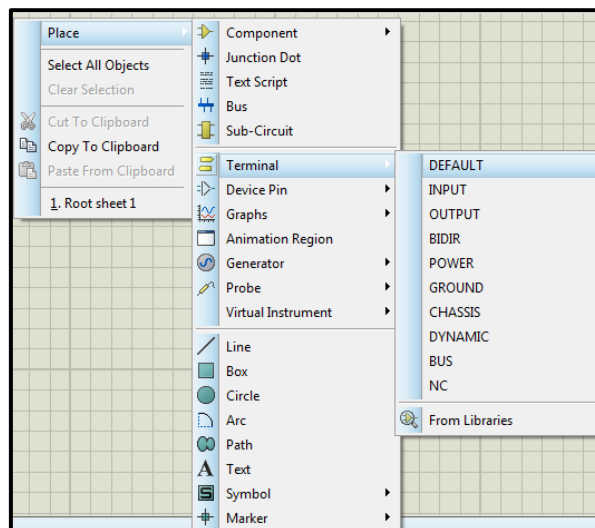 Place
Select All Objects
Clear Selection
Cut To Clipboard
Copy To Clipboard
Paste From Clipboard
1. Root sheet 1
Component
Junction Dot
Text Script
Bus
Sub-Circuit
Terminal
Device Pin
Graphs
Animation Region
Generator
Probe
Virtual Instrument
Line
Box
Circle
Arc
Path
A Text
S Symbol
Marker
DEFAULT
INPUT
OUTPUT
BIDIR
POWER
GROUND
CHASSIS
DYNAMIC
BUS
NC
From Libraries